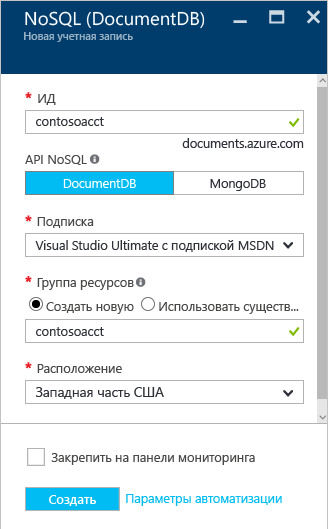 NoSQL (DocumentDB)
Новая учетная запись
* ИД
contosoacct
documents.azure.com
API NoSQL
DocumentDB MongoDB
* Подписка
Visual Studio Ultimate с подпиской MSDN
* Группа ресурсов
Создать новую Использовать существ...
contosoacct
* Расположение
Западная часть США
Закрепить на панели мониторинга
Создать Параметры автоматизации